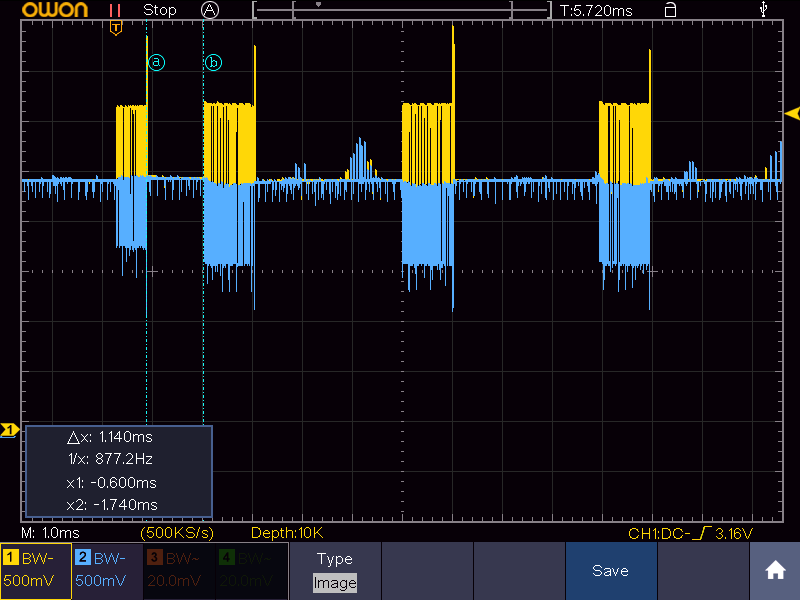 OWON Stop A T:5.720ms
T
a b
1
△x: 1.140ms
1/x: 877.2Hz
x1: -0.600ms
x2: -1.740ms
M: 1.0ms (500KS/s) Depth:10K CH1:DC- 3.16V
1 BW~ 2 BW~ 3 BW~ 4 BW~ Type
500mV 500mV 20.0mV 20.0mV Image Save